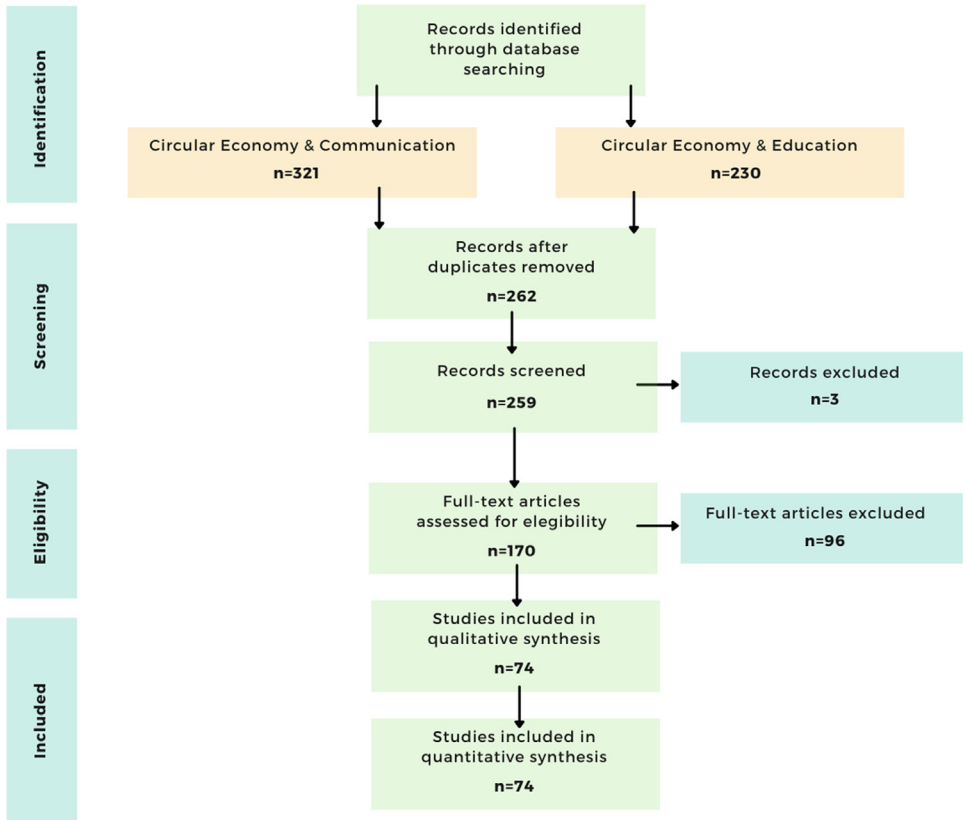 Identification
Records identified
through database
searching
Circular Economy & Communication
n=321
Circular Economy & Education
n=230
Screening
Records after
duplicates removed
n=262
Records screened
n=259
Records excluded
n=3
Eligibility
Full-text articles
assessed for elegibility
n=170
Full-text articles excluded
n=96
Included
Studies included in
qualitative synthesis
n=74
Studies included in
quantitative synthesis
n=74